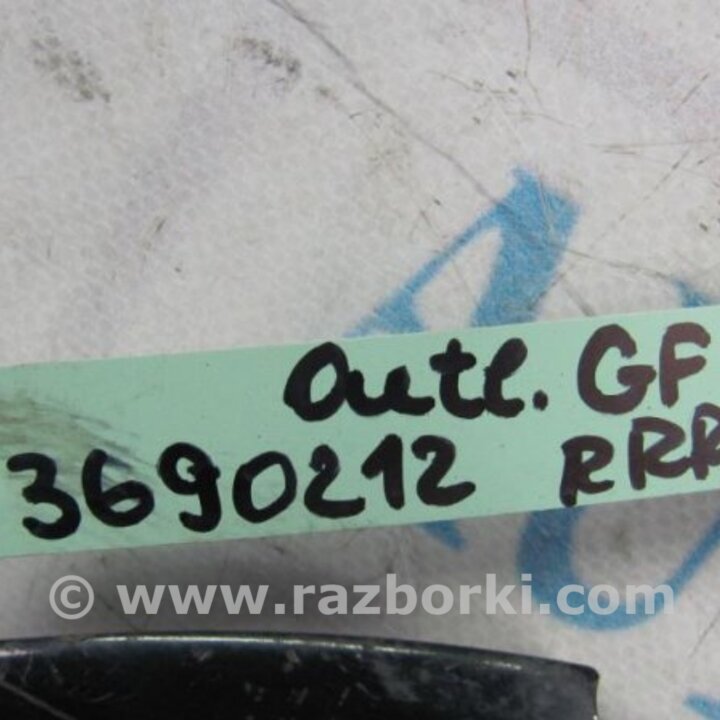 Outl. GF
3690212 RRR
© www.razborki.com